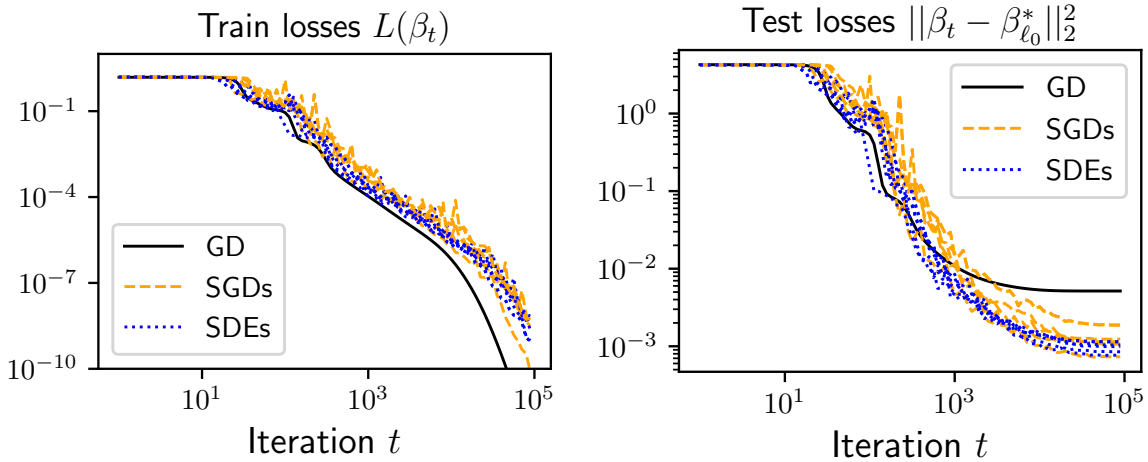 Train losses $L(\beta_t)$
10^{-1}
10^{-4}
10^{-7}
10^{-10}
GD
SGDs
SDEs
10^1
10^3
10^5
Iteration $t$
Test losses $||\beta_t - \beta^*_{\ell_0}||_2^2$
10^0
10^{-1}
10^{-2}
10^{-3}
GD
SGDs
SDEs
10^1
10^3
10^5
Iteration $t$